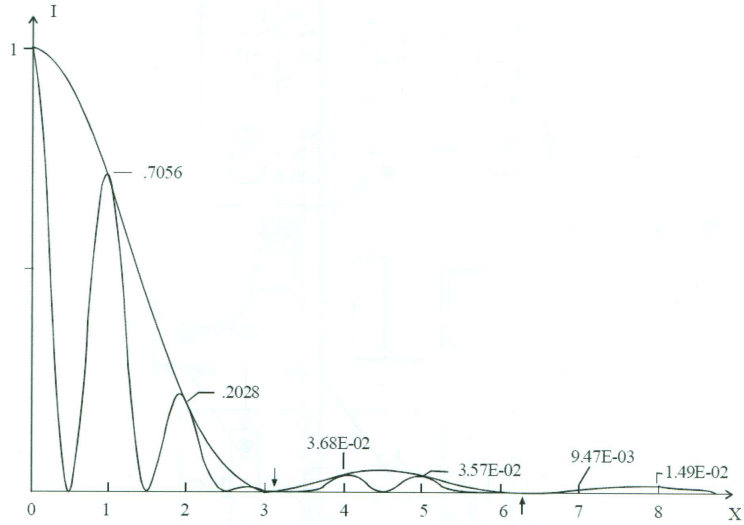 I
1
.7056
.2028
3.68E-02
3.57E-02
9.47E-03
1.49E-02
0 1 2 3 4 5 6 7 8 X